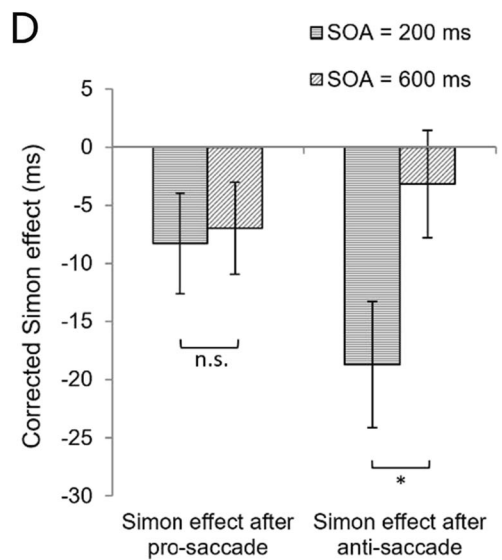 D
SOA = 200 ms
SOA = 600 ms
Corrected Simon effect (ms)
5
0
-5
-10
-15
-20
-25
-30
n.s.
*
Simon effect after
pro-saccade
Simon effect after
anti-saccade